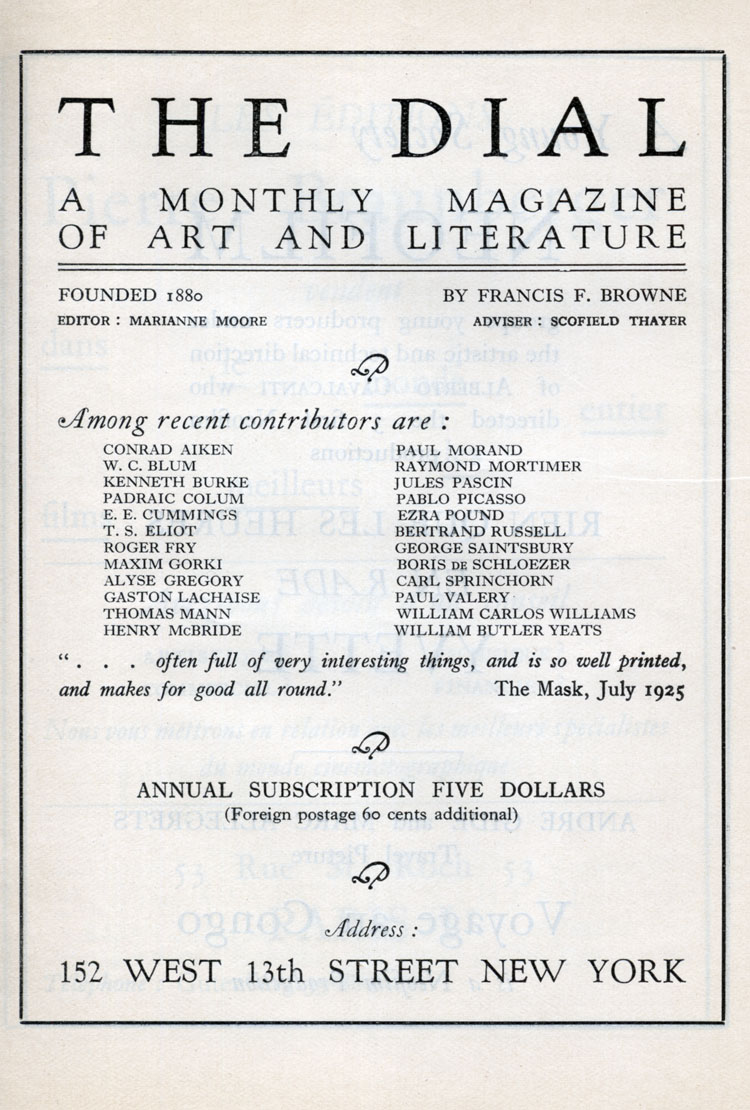 THE DIAL
A MONTHLY MAGAZINE
OF ART AND LITERATURE
FOUNDED 1880 BY FRANCIS F. BROWNE
EDITOR : MARIANNE MOORE ADVISER : SCOFIELD THAYER
Among recent contributors are :
CONRAD AIKEN
W. C. BLUM
KENNETH BURKE
PADRAIC COLUM
E. E. CUMMINGS
T. S. ELIOT
ROGER FRY
MAXIM GORKI
ALYSE GREGORY
GASTON LACHAISE
THOMAS MANN
HENRY McBRIDE
PAUL MORAND
RAYMOND MORTIMER
JULES PASCIN
PABLO PICASSO
EZRA POUND
BERTRAND RUSSELL
GEORGE SAINTSBURY
BORIS DE SCHLOEZER
CARL SPRINCHORN
PAUL VALERY
WILLIAM CARLOS WILLIAMS
WILLIAM BUTLER YEATS
“. . . often full of very interesting things, and is so well printed,
and makes for good all round.” The Mask, July 1925
ANNUAL SUBSCRIPTION FIVE DOLLARS
(Foreign postage 60 cents additional)
Address :
152 WEST 13th STREET NEW YORK